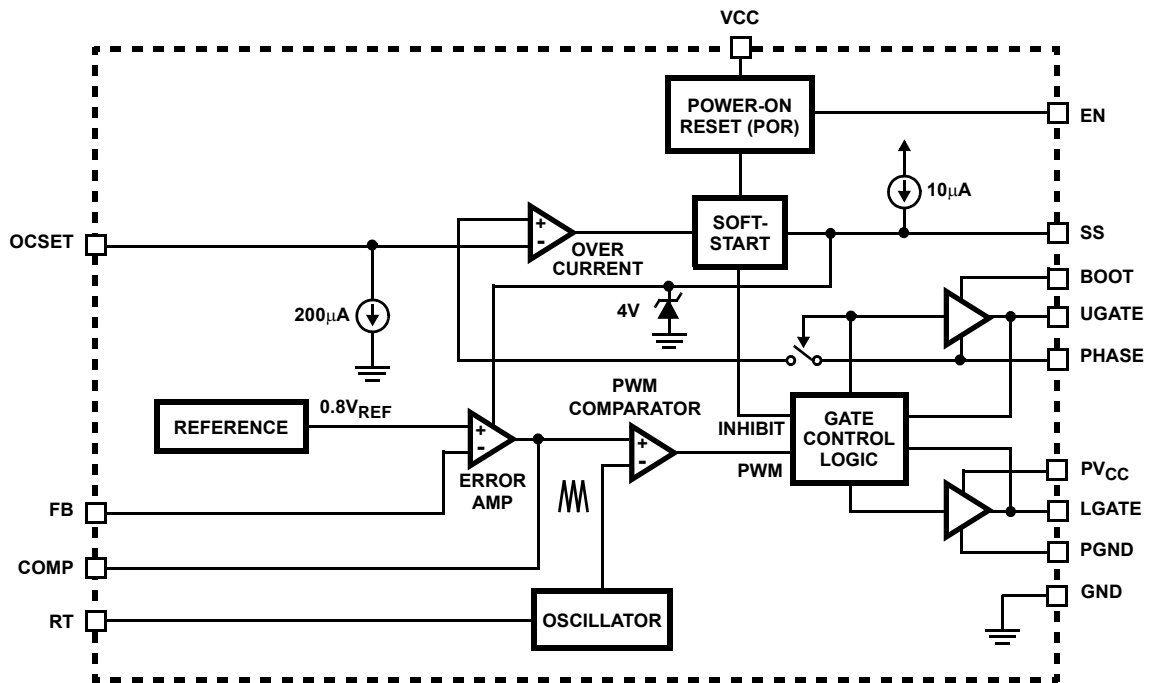 VCC
POWER-ON
RESET (POR)
EN
10µA
OCSET
+
-
SOFT-
START
SS
OVER
CURRENT
BOOT
200µA
4V
UGATE
PHASE
PWM
COMPARATOR
0.8VREF
REFERENCE
+
-
+
-
INHIBIT
GATE
CONTROL
LOGIC
PWM
ERROR
AMP
PVCC
FB
LGATE
PGND
COMP
GND
RT
OSCILLATOR